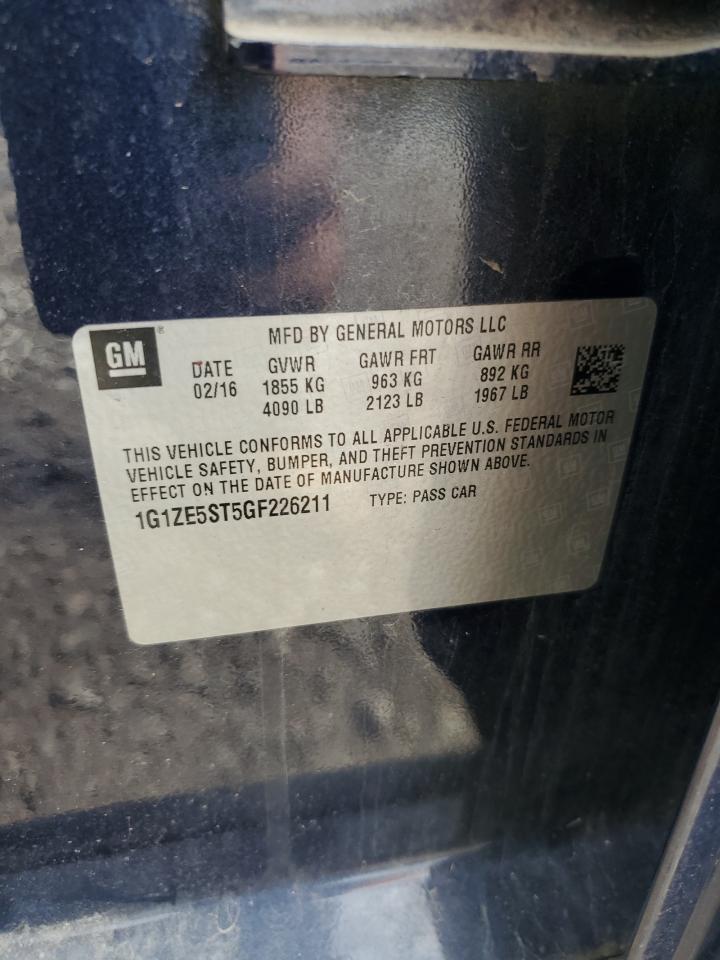 GM
MFD BY GENERAL MOTORS LLC
DATE GVWR GAWR FRT GAWR RR
02/16 1855 KG 963 KG 892 KG
4090 LB 2123 LB 1967 LB
THIS VEHICLE CONFORMS TO ALL APPLICABLE U.S. FEDERAL MOTOR
VEHICLE SAFETY, BUMPER, AND THEFT PREVENTION STANDARDS IN
EFFECT ON THE DATE OF MANUFACTURE SHOWN ABOVE.
1G1ZE5ST5GF226211 TYPE: PASS CAR